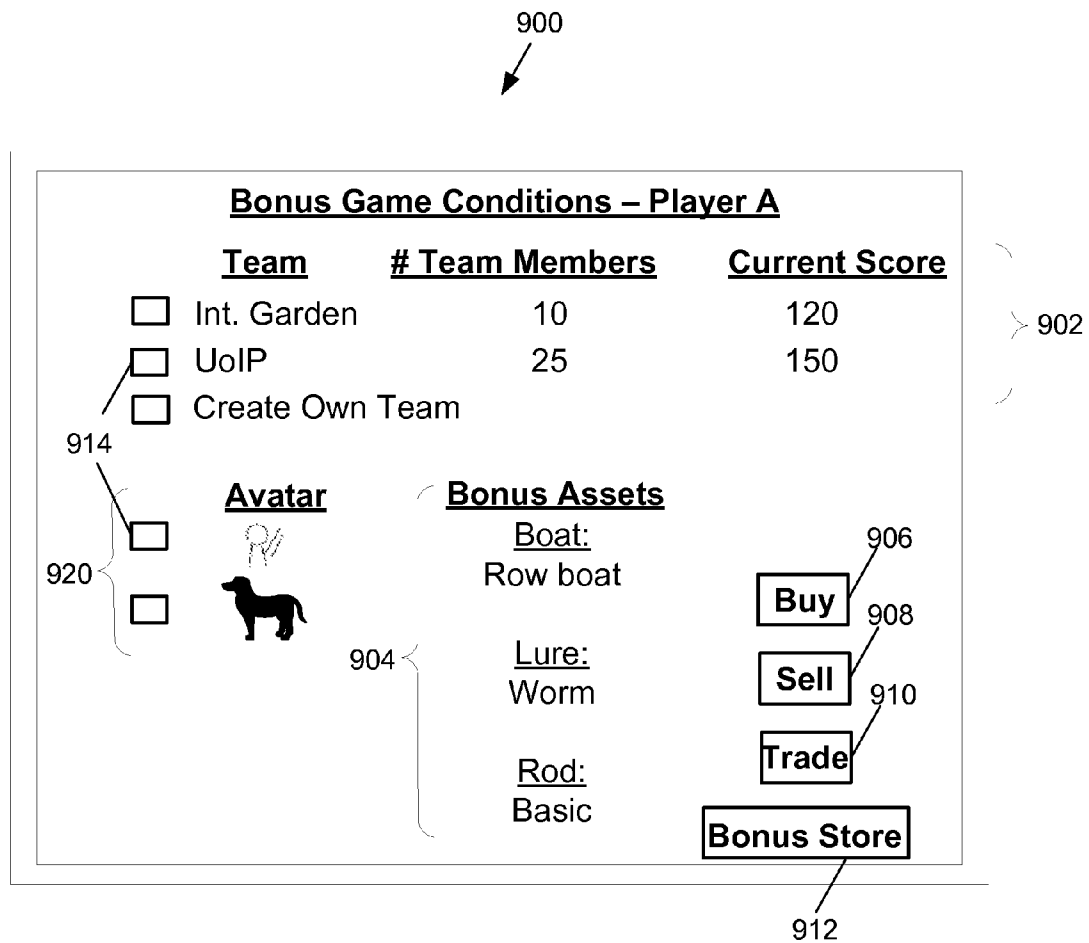 900
Bonus Game Conditions – Player A
Team # Team Members Current Score
Int. Garden 10 120
902
UoIP 25 150
Create Own Team
914
Avatar Bonus Assets
Boat:
906
920
Row boat
Buy
908
904
Lure:
Worm
Sell
910
Trade
Rod:
Basic
Bonus Store
912